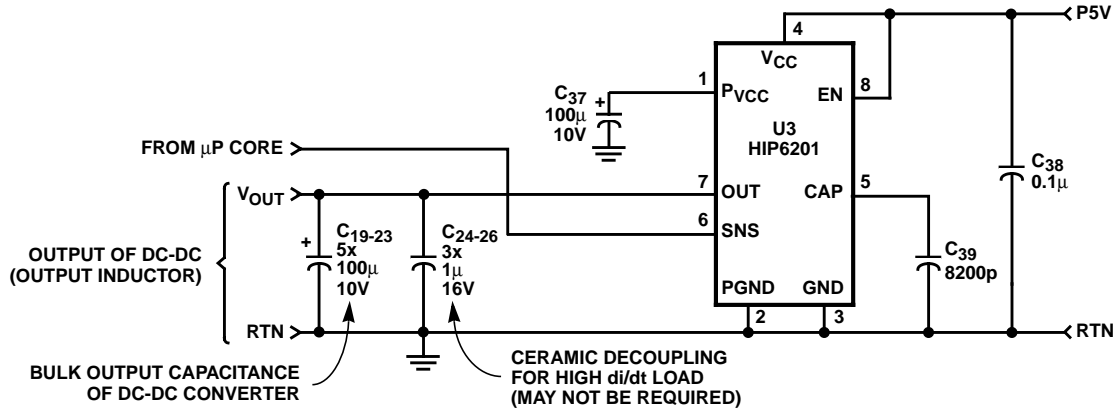 P5V
4
VCC
1
PVCC
EN
8
C37
+
100μ
10V
U3
HIP6201
FROM μP CORE
C38
0.1μ
VOUT
7
OUT
CAP
5
6
SNS
OUTPUT OF DC-DC
(OUTPUT INDUCTOR)
+
C19-23
5x
100μ
10V
C24-26
3x
1μ
16V
C39
8200p
PGND
GND
2
3
RTN
RTN
BULK OUTPUT CAPACITANCE
OF DC-DC CONVERTER
CERAMIC DECOUPLING
FOR HIGH di/dt LOAD
(MAY NOT BE REQUIRED)